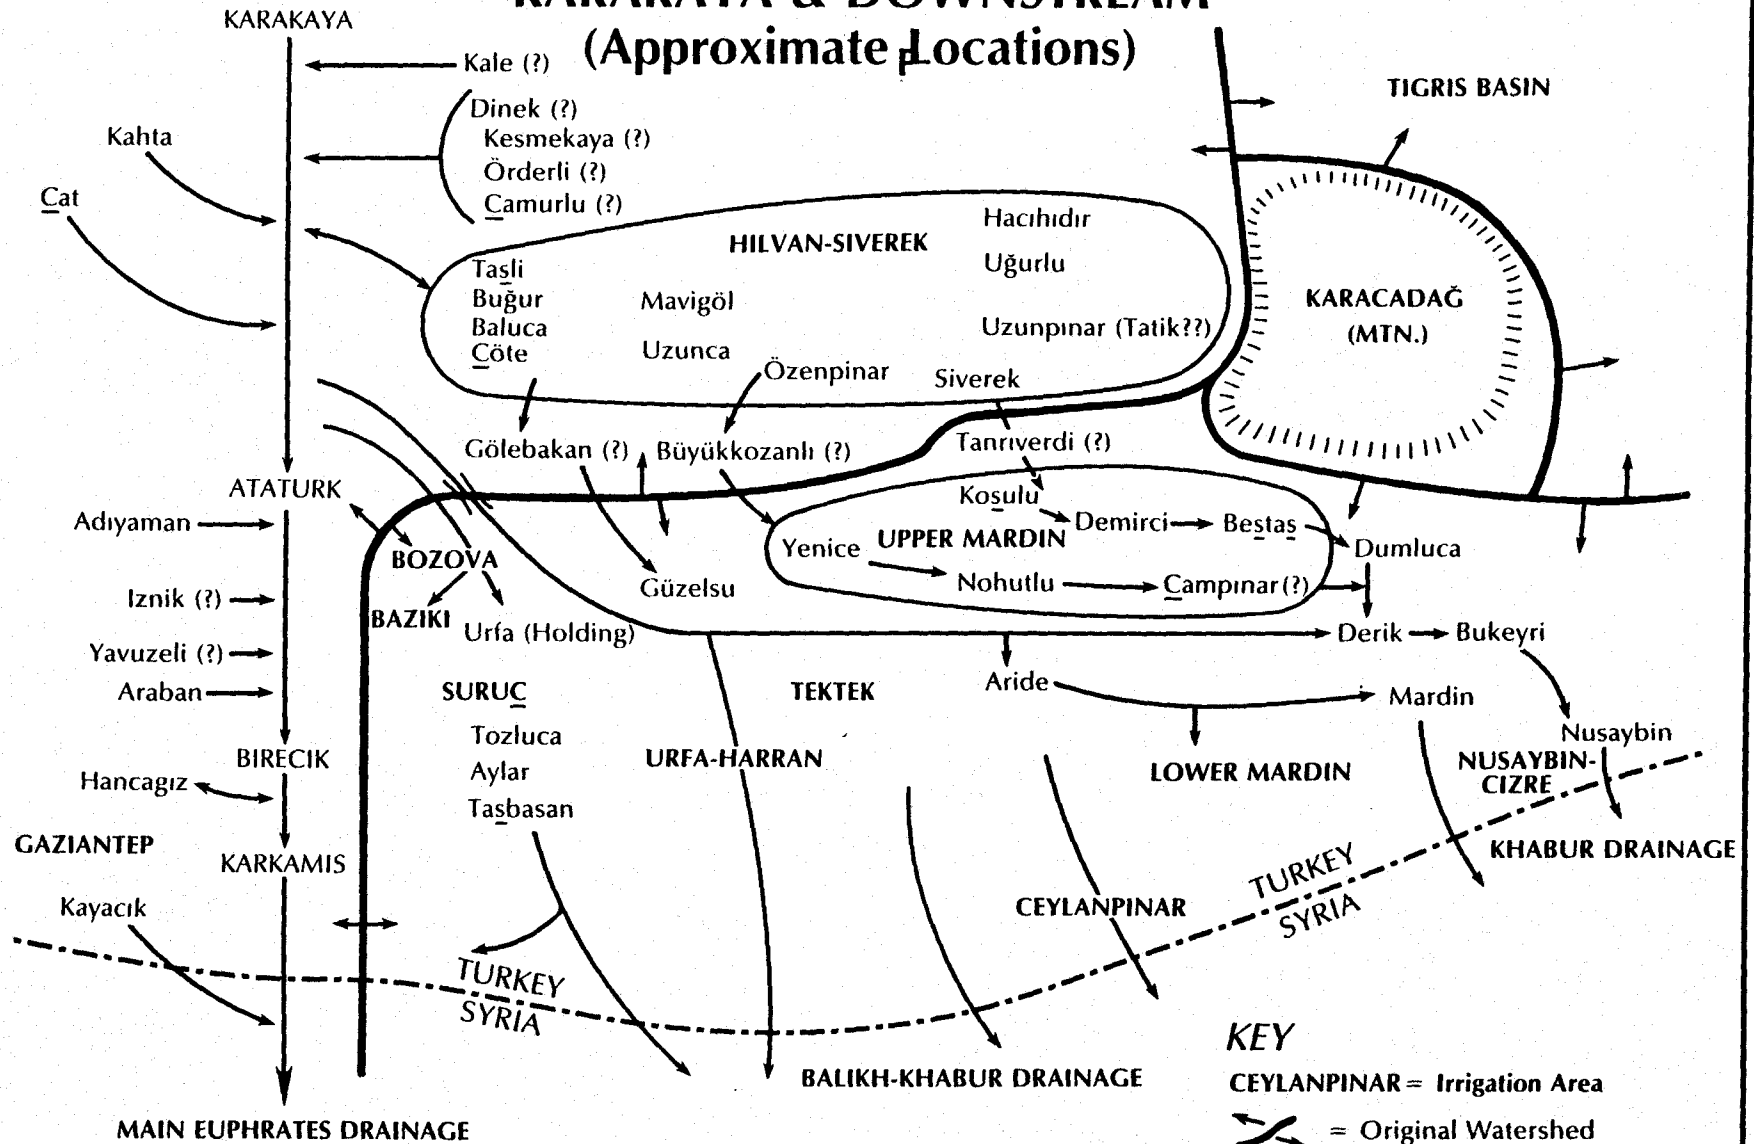 KARAKAYA & DOWNSTREAM
(Approximate Locations)
KARAKAYA
Kale (?)
Dinek (?)
Kesmekaya (?)
Örderli (?)
Camurlu (?)
Kahta
Cat
TIGRIS BASIN
HILVAN-SIVEREK
Hacıhıdır
Uğurlu
Uzunpınar (Tatik??)
Taşli
Buğur
Baluca
Cöte
Mavigöl
Uzunca
Özenpinar
Siverek
KARACADAĞ
(MTN.)
Gölebakan (?)
Büyükkozanlı (?)
Tanrıverdi (?)
ATATURK
Adıyaman
BOZOVA
BAZIKI
Urfa (Holding)
Güzelsu
UPPER MARDIN
Koşulu
Demirci
Beştaş
Dumluca
Yenice
Nohutlu
Campınar (?)
Iznik (?)
Yavuzeli (?)
Araban
Derik
Bukeyri
SURUC
TEKTEK
Aride
Mardin
Nusaybin
Tozluca
Aylar
Taşbasan
URFA-HARRAN
LOWER MARDIN
NUSAYBIN-
CIZRE
BIRECIK
Hancagız
GAZIANTEP
KARKAMIS
Kayacık
KHABUR DRAINAGE
CEYLANPINAR
TURKEY
SYRIA
TURKEY
SYRIA
BALIKH-KHABUR DRAINAGE
MAIN EUPHRATES DRAINAGE
KEY
CEYLANPINAR = Irrigation Area
= Original Watershed